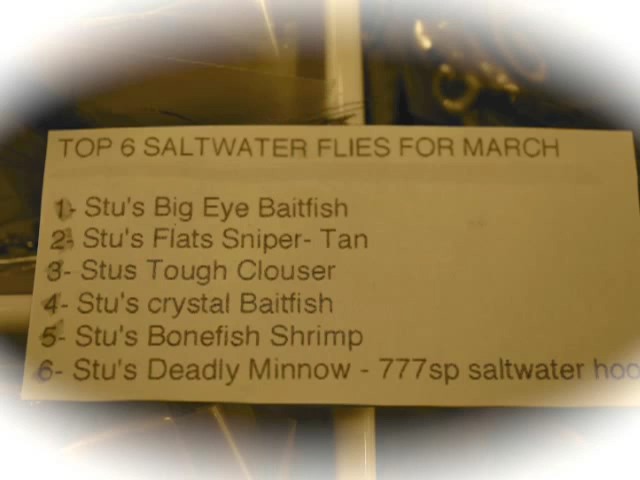 TOP 6 SALTWATER FLIES FOR MARCH
1- Stu's Big Eye Baitfish
2- Stu's Flats Sniper- Tan
3- Stus Tough Clouser
4- Stu's crystal Baitfish
5- Stu's Bonefish Shrimp
6- Stu's Deadly Minnow - 777sp saltwater hoo